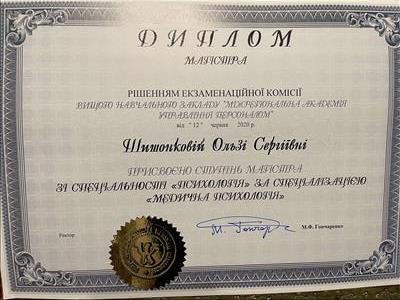 ДИПЛОМ
МАГІСТРА
РІШЕННЯМ ЕКЗАМЕНАЦІЙНОЇ КОМІСІЇ
ВИЩОГО НАВЧАЛЬНОГО ЗАКЛАДУ "МІЖРЕГІОНАЛЬНА АКАДЕМІЯ
УПРАВЛІННЯ ПЕРСОНАЛОМ"
від "12" червня 2020 р.
Ользі Сергіївні
ПРИСВОЄНО СТУПІНЬ МАГІСТРА
ЗІ СПЕЦІАЛЬНОСТІ «ПСИХОЛОГІЯ» ЗА СПЕЦІАЛІЗАЦІЄЮ
«МЕДИЧНА ПСИХОЛОГІЯ»
Ректор М.Ф. Гончаренко